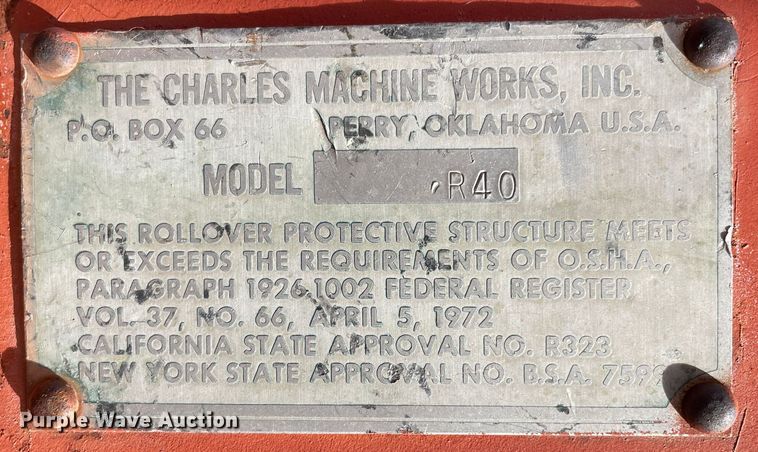 THE CHARLES MACHINE WORKS, INC.
P.O. BOX 66 PERRY, OKLAHOMA U.S.A.
MODEL R40
THIS ROLLOVER PROTECTIVE STRUCTURE MEETS
OR EXCEEDS THE REQUIREMENTS OF O.S.H.A.,
PARAGRAPH 1926.1002 FEDERAL REGISTER
VOL. 37, NO. 66, APRIL 5, 1972
CALIFORNIA STATE APPROVAL NO. R323
NEW YORK STATE APPROVAL NO. B.S.A.
Purple Wave Auction